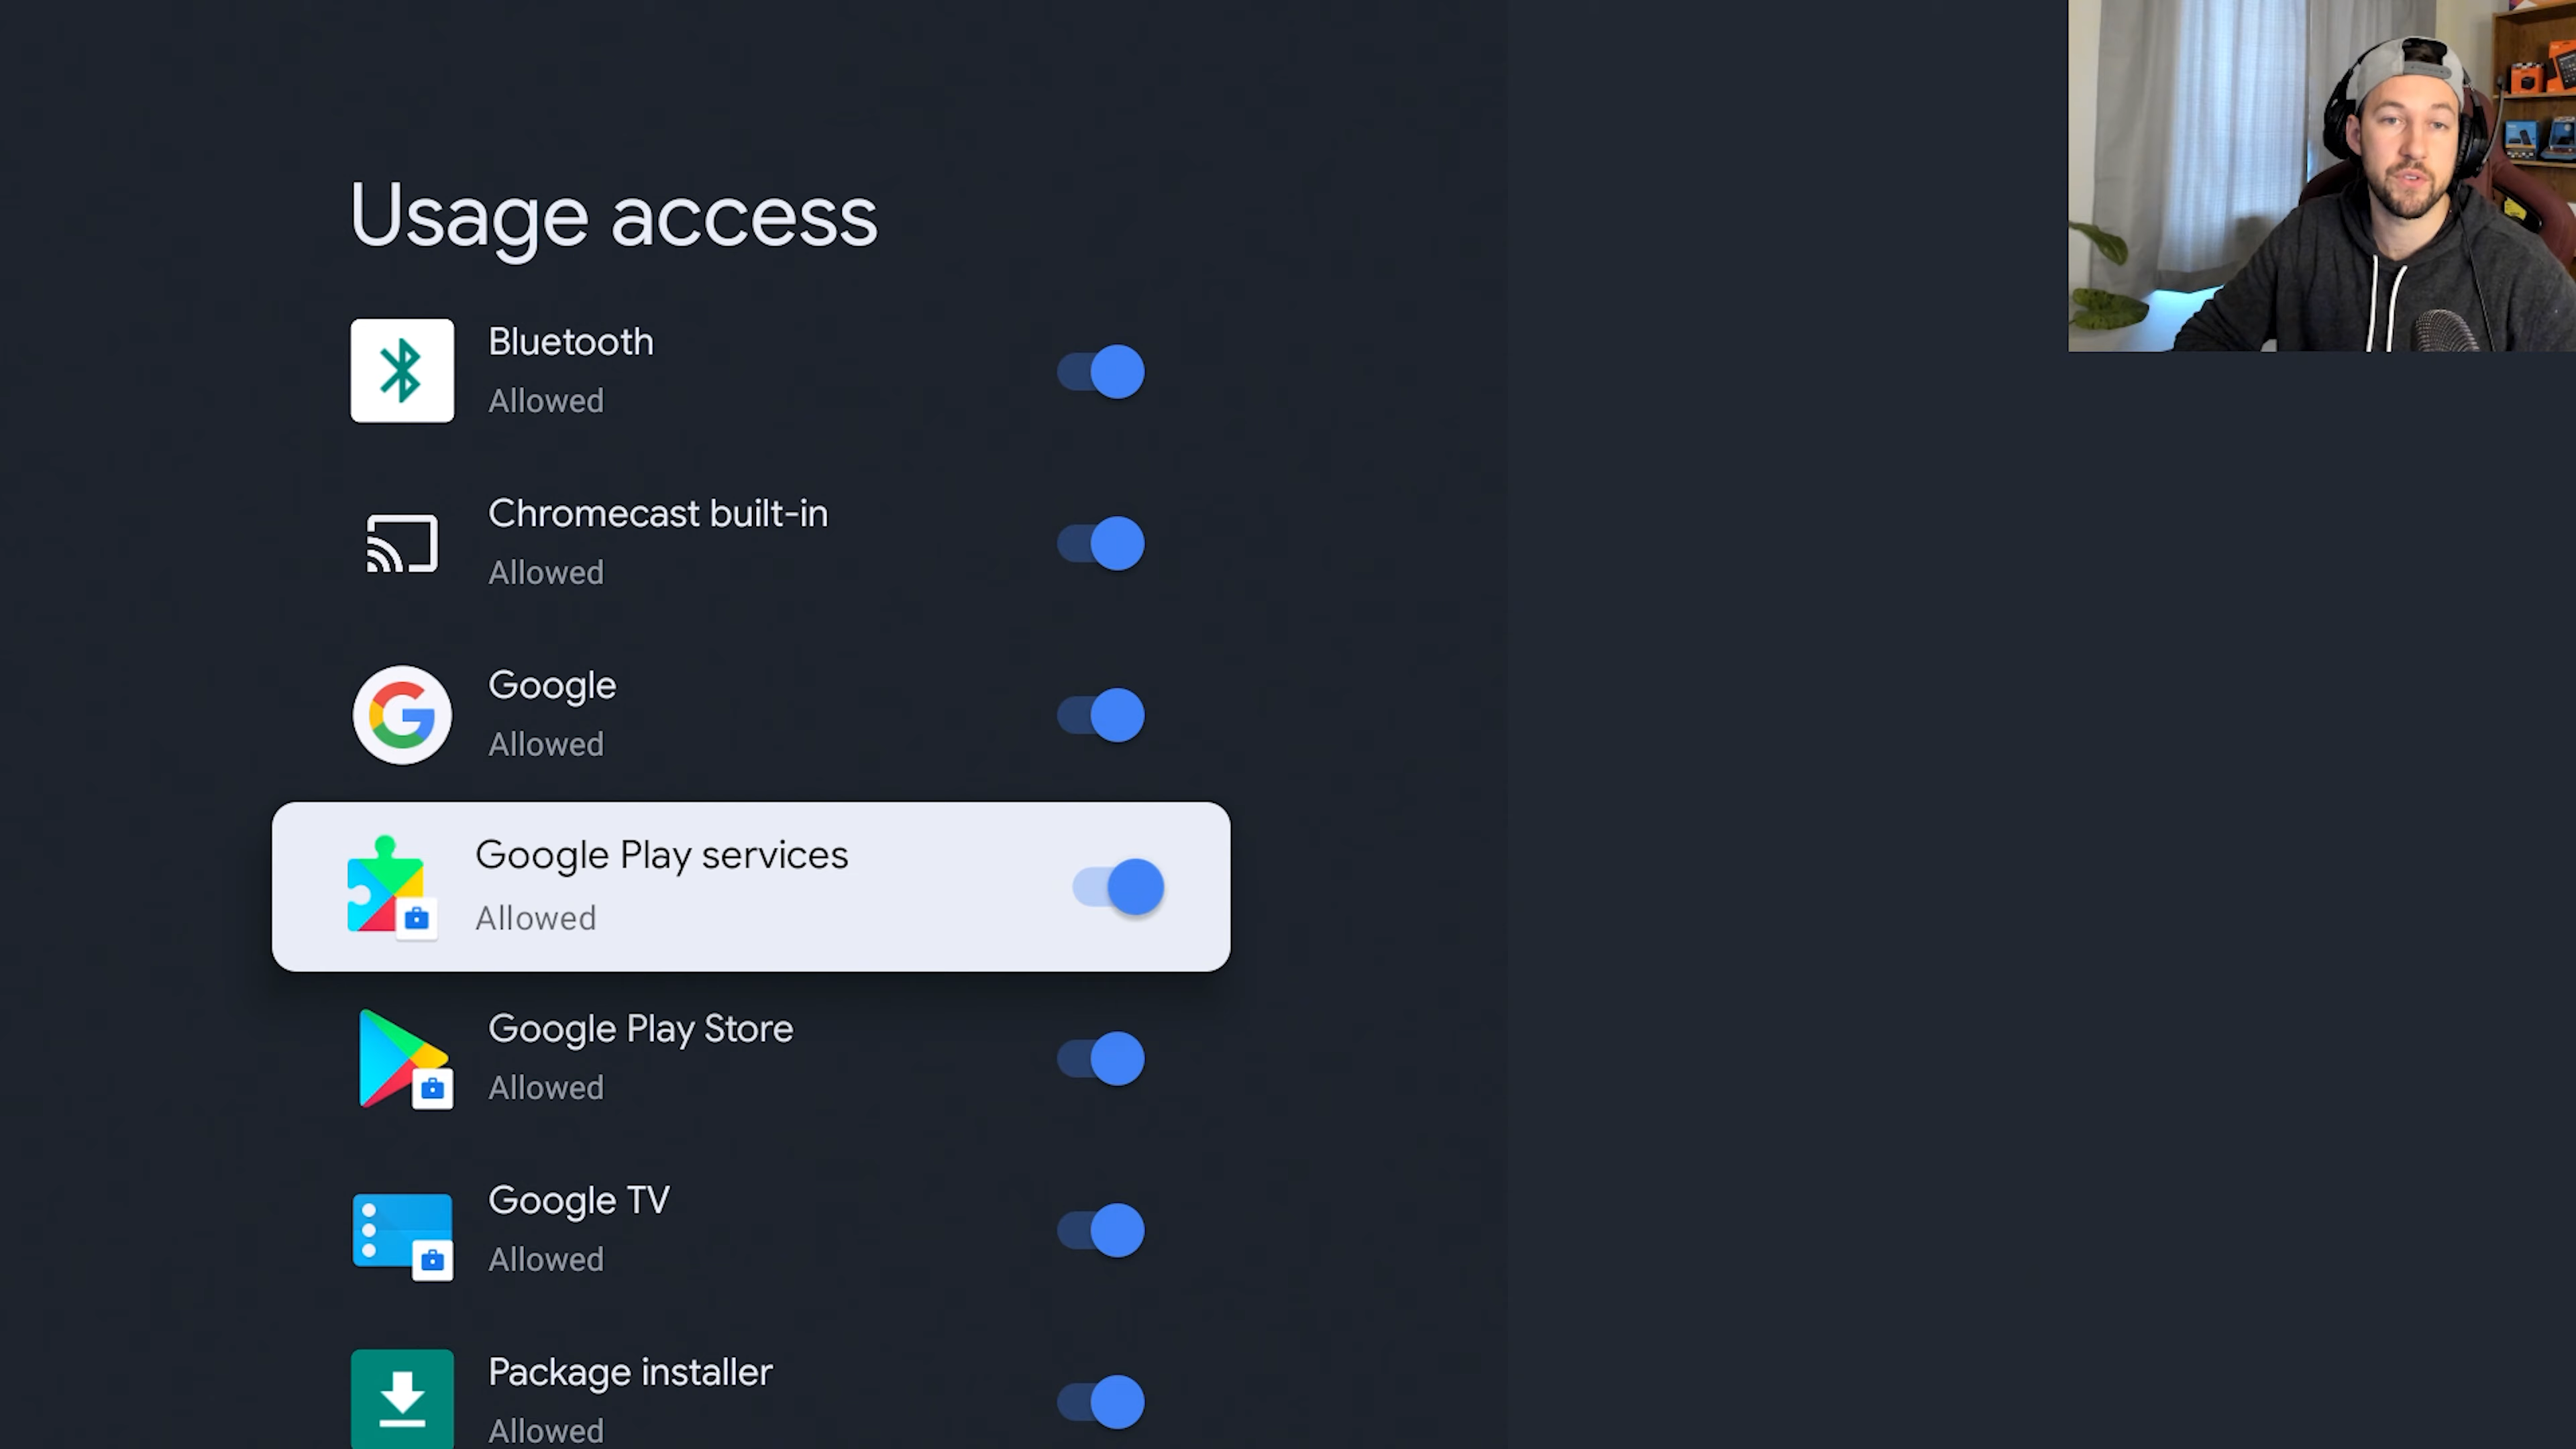 Usage access
Bluetooth
Allowed
Chromecast built-in
Allowed
Google
Allowed
Google Play services
Allowed
Google Play Store
Allowed
Google TV
Allowed
Package installer
Allowed